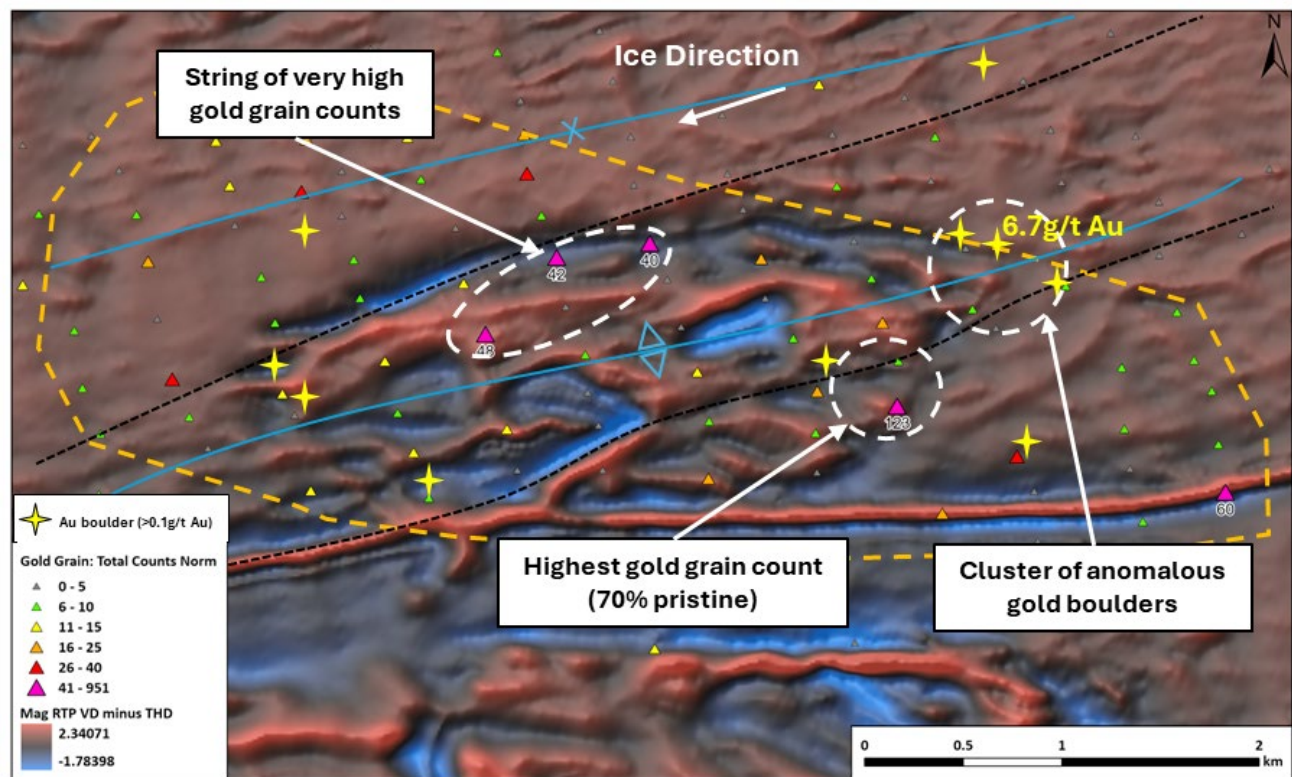 N
Ice Direction
String of very high
gold grain counts
6.7g/t Au
42
40
48
123
60
Highest gold grain count
(70% pristine)
Cluster of anomalous
gold boulders
Au boulder (>0.1g/t Au)
Gold Grain: Total Counts Norm
0 - 5
6 - 10
11 - 15
16 - 25
26 - 40
41 - 951
Mag RTP VD minus THD
2.34071
-1.78398
0 0.5 1 2
km